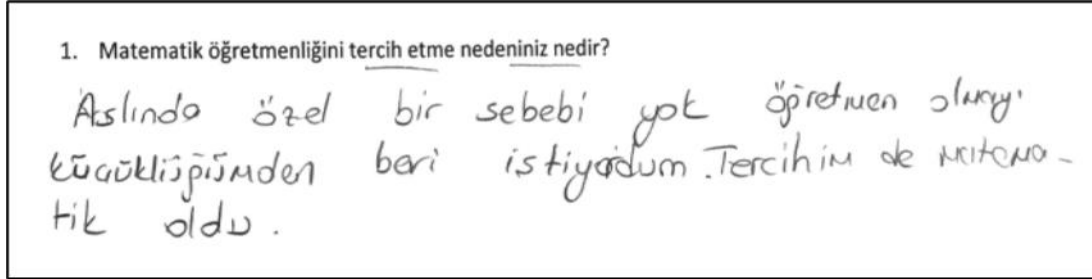 1. Matematik öğretmenliğini tercih etme nedeniniz nedir?
Aslında özel bir sebebi yok öğretmen olmayı
küçüklüğümden beri istiyordum. Tercihim de matema-
tik oldu.